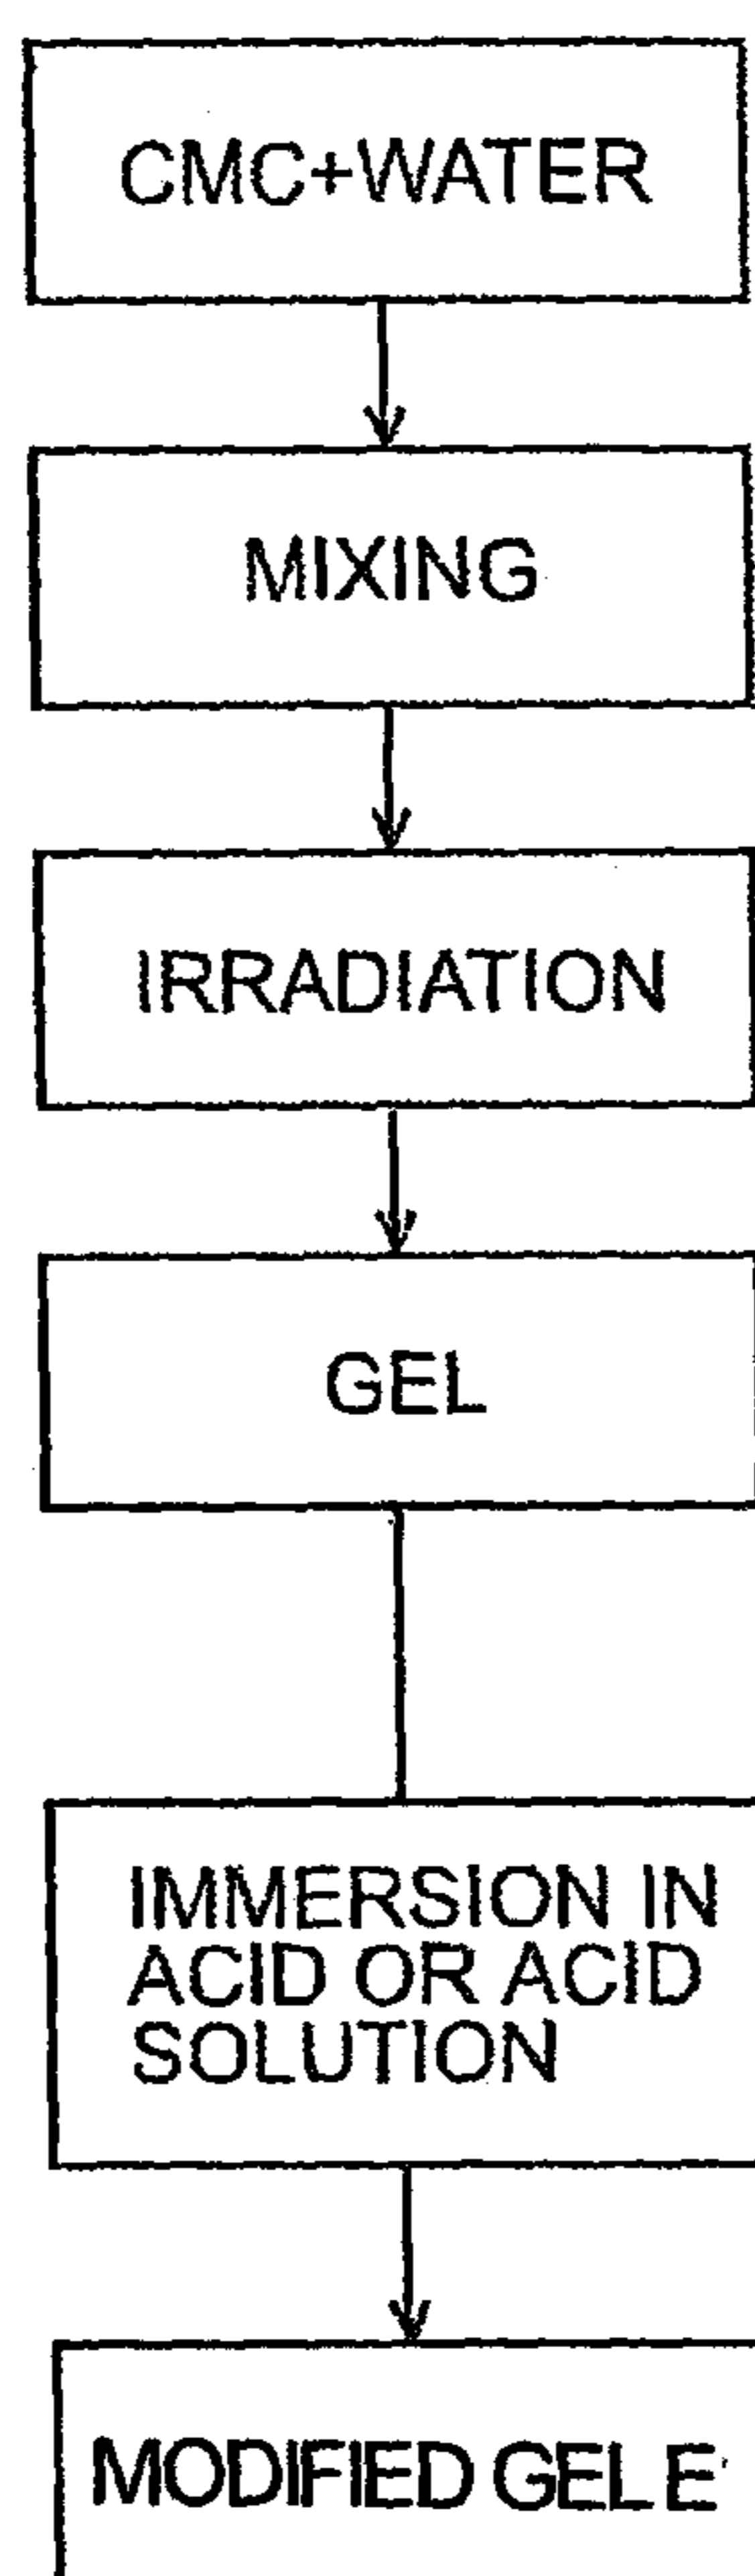 CMC+WATER
MIXING
IRRADIATION
GEL
IMMERSION IN
ACID OR ACID
SOLUTION
MODIFIED GEL E'